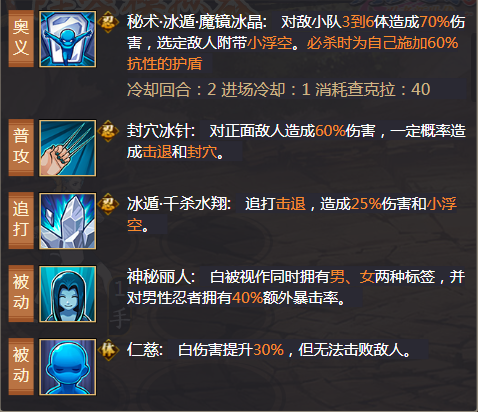 奥义
忍
秘术·冰遁·魔镜冰晶: 对敌小队3到6体造成70%伤
害，选定敌人附带小浮空。必杀时为自己施加60%
抗性的护盾
冷却回合：2 进场冷却：1 消耗查克拉：40
普攻
忍
封穴冰针: 对正面敌人造成60%伤害，一定概率造
成击退和封穴。
追打
忍
冰遁·千杀水翔: 追打击退，造成25%伤害和小浮
空。
被动
忍
神秘丽人: 白被视作同时拥有男、女两种标签，并
对男性忍者拥有40%额外暴击率。
1
手
被动
体
仁慈: 白伤害提升30%，但无法击败敌人。